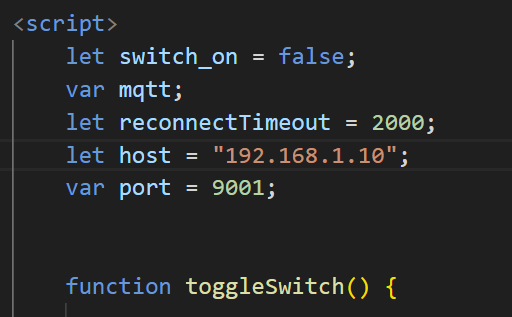 <script>
let switch_on = false;
var mqtt;
let reconnectTimeout = 2000;
let host = "192.168.1.10";
var port = 9001;
function toggleSwitch() {